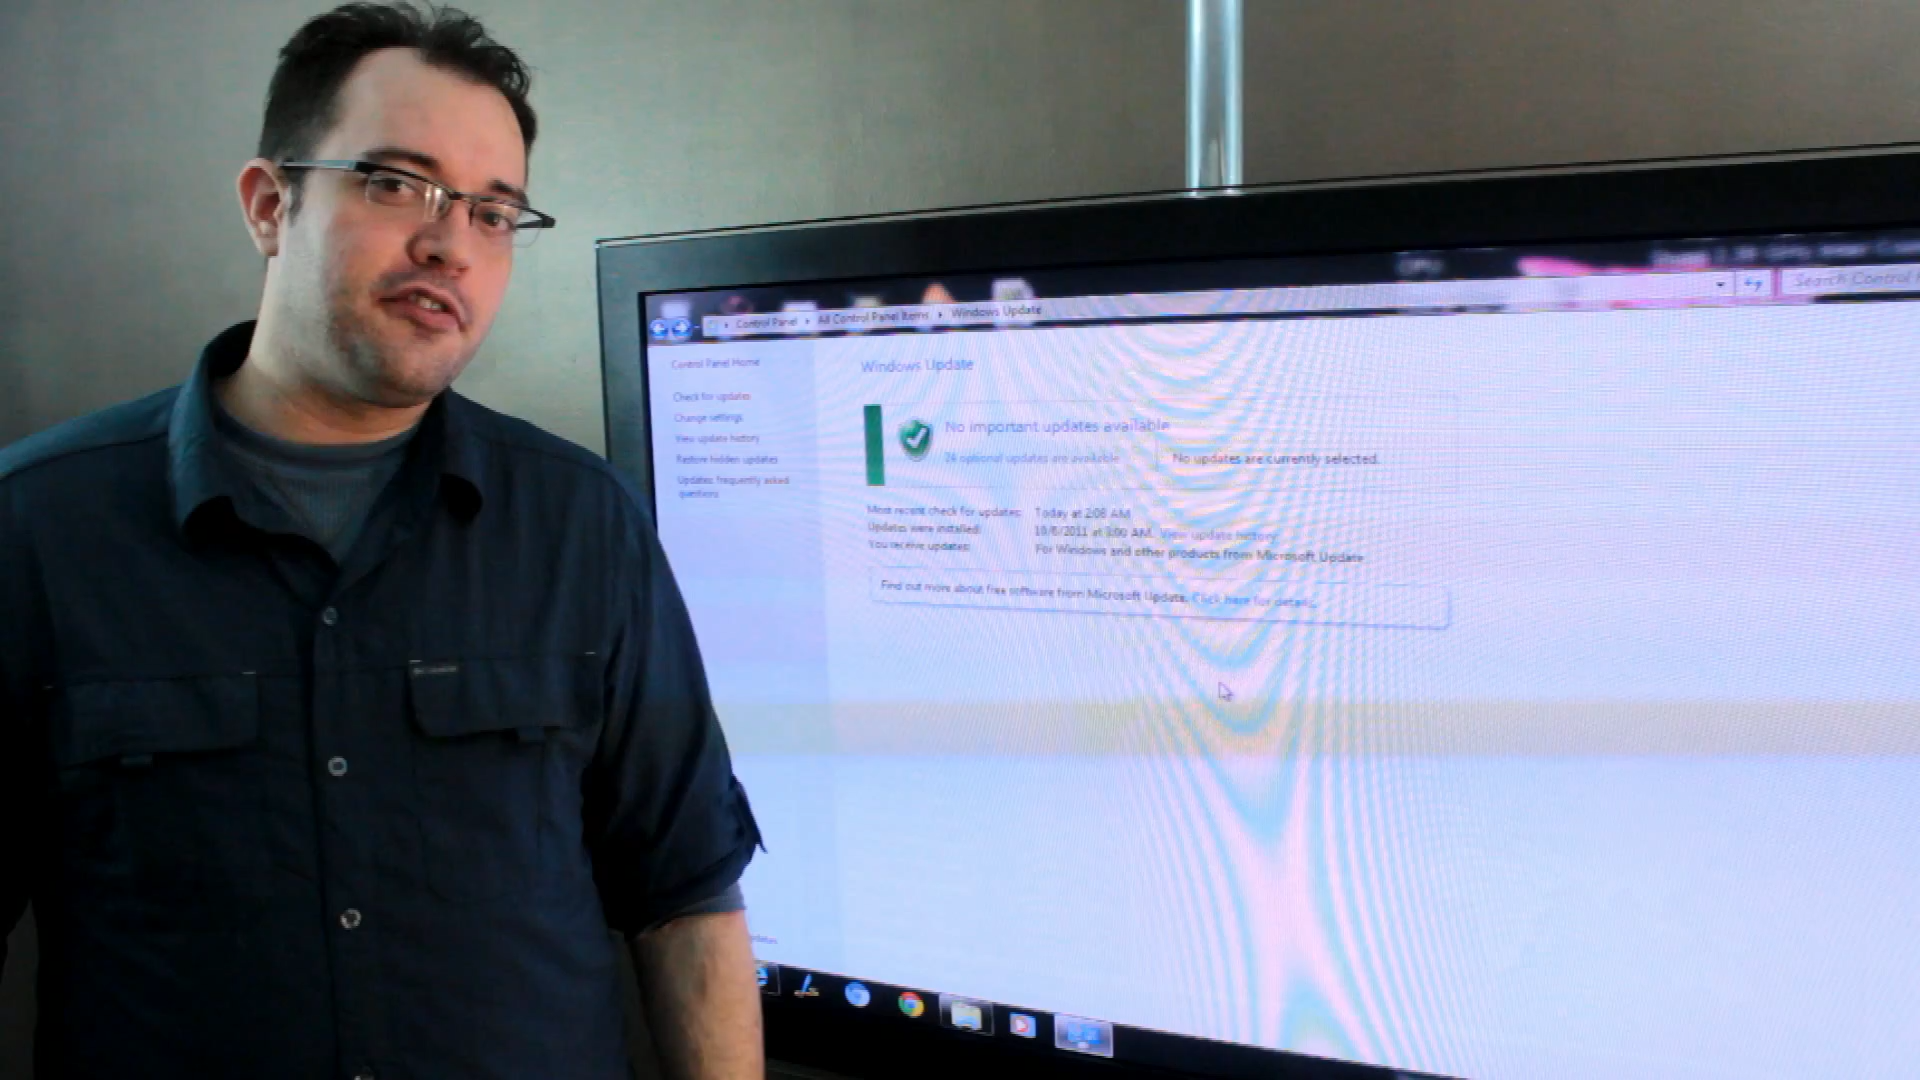 Control Panel › All Control Panel Items › Windows Update
Search Control
Control Panel Home
Check for updates
Change settings
View update history
Restore hidden updates
Updates: frequently asked
questions
Windows Update
No important updates available
24 optional updates are available
No updates are currently selected.
Most recent check for updates: Today at 2:08 AM
Updates were installed: 10/6/2011 at 3:00 AM. View update history
You receive updates: For Windows and other products from Microsoft Update
Find out more about free software from Microsoft Update. Click here for details.